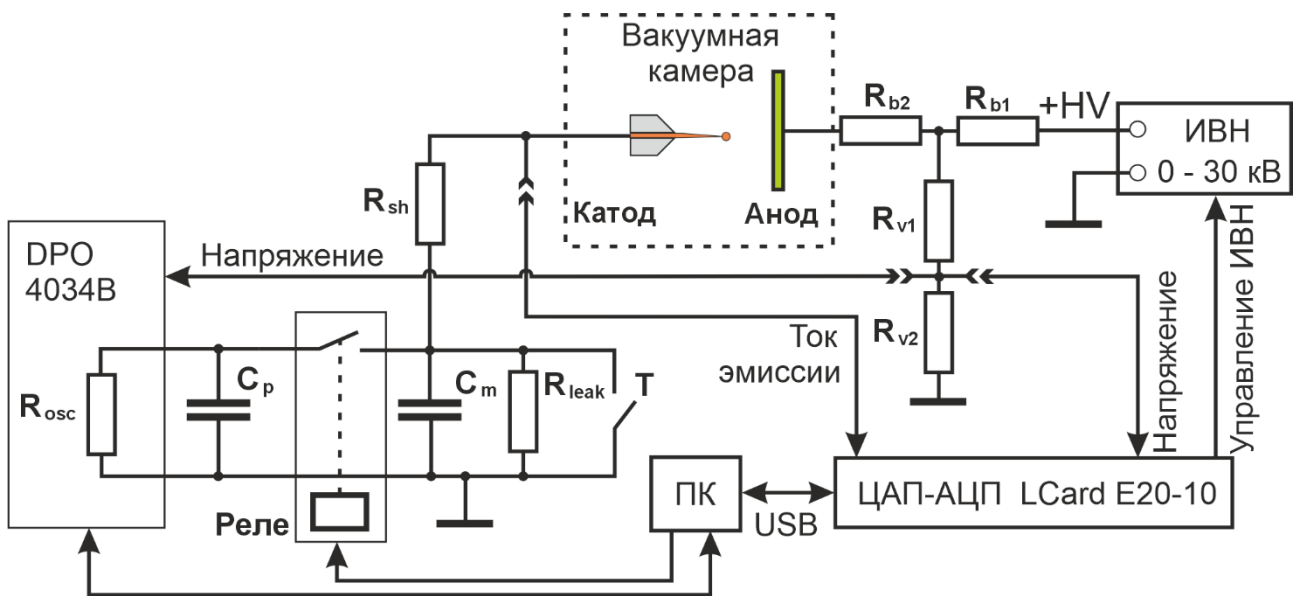 Вакуумная
камера
R b2
R b1
+HV
ИВН
0 - 30 кВ
R sh
Катод
Анод
R v1
DPO
4034В
Напряжение
Напряжение
Управление ИВН
R v2
Ток
эмиссии
R osc
C p
C m
R leak
T
Реле
ПК
USB
ЦАП-АЦП LCard E20-10